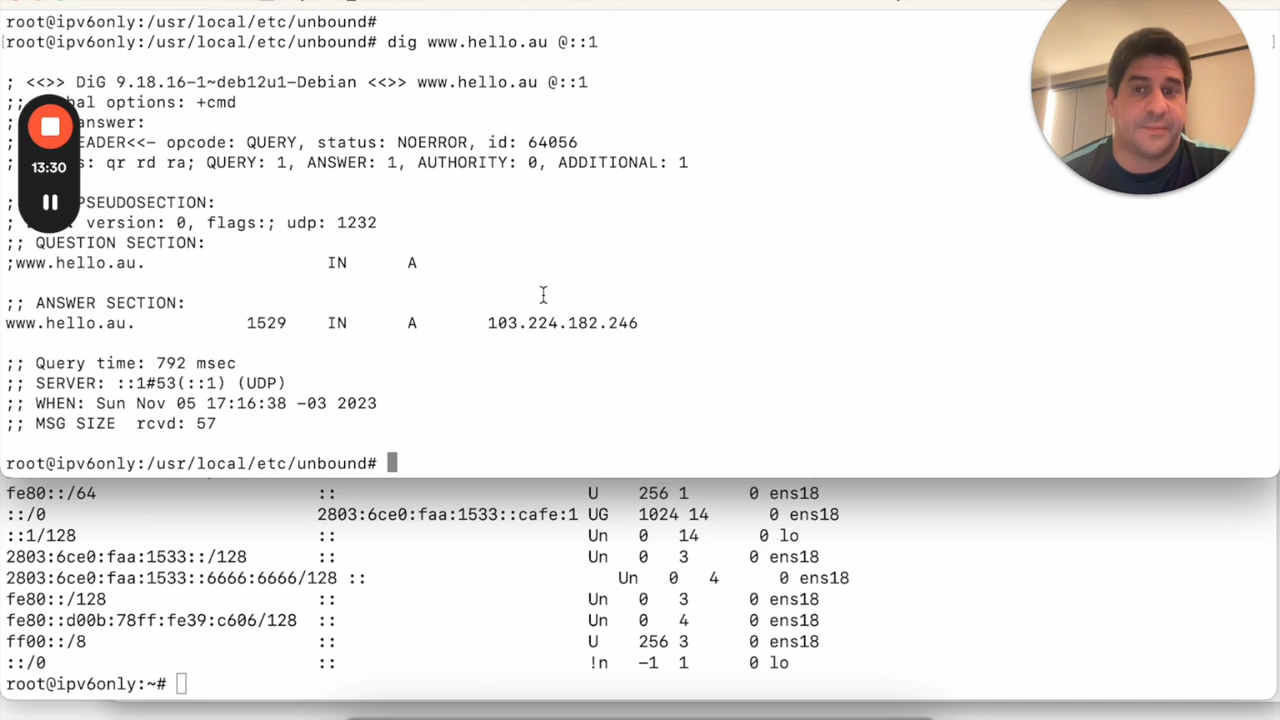 root@ipv6only:/usr/local/etc/unbound#
root@ipv6only:/usr/local/etc/unbound# dig www.hello.au @::1
; <<>> DiG 9.18.16-1~deb12u1-Debian <<>> www.hello.au @::1
;; bal options: +cmd
; answer:
; EADER<<- opcode: QUERY, status: NOERROR, id: 64056
; s: qr rd ra; QUERY: 1, ANSWER: 1, AUTHORITY: 0, ADDITIONAL: 1
; PSEUDOSECTION:
; version: 0, flags:; udp: 1232
;; QUESTION SECTION:
;www.hello.au. IN A
;; ANSWER SECTION:
www.hello.au. 1529 IN A 103.224.182.246
;; Query time: 792 msec
;; SERVER: ::1#53(::1) (UDP)
;; WHEN: Sun Nov 05 17:16:38 -03 2023
;; MSG SIZE rcvd: 57
root@ipv6only:/usr/local/etc/unbound#
13:30
fe80::/64 :: U 256 1 0 ens18
::/0 2803:6ce0:faa:1533::cafe:1 UG 1024 14 0 ens18
::1/128 :: Un 0 14 0 lo
2803:6ce0:faa:1533::/128 :: Un 0 3 0 ens18
2803:6ce0:faa:1533::6666:6666/128 :: Un 0 4 0 ens18
fe80::/128 :: Un 0 3 0 ens18
fe80::d00b:78ff:fe39:c606/128 :: Un 0 4 0 ens18
ff00::/8 :: U 256 3 0 ens18
::/0 :: !n -1 1 0 lo
root@ipv6only:~#